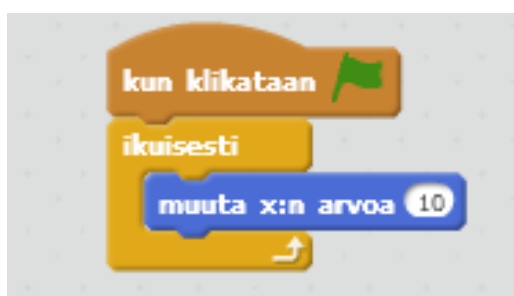 kun klikataan
ikuisesti
muuta x:n arvoa 10